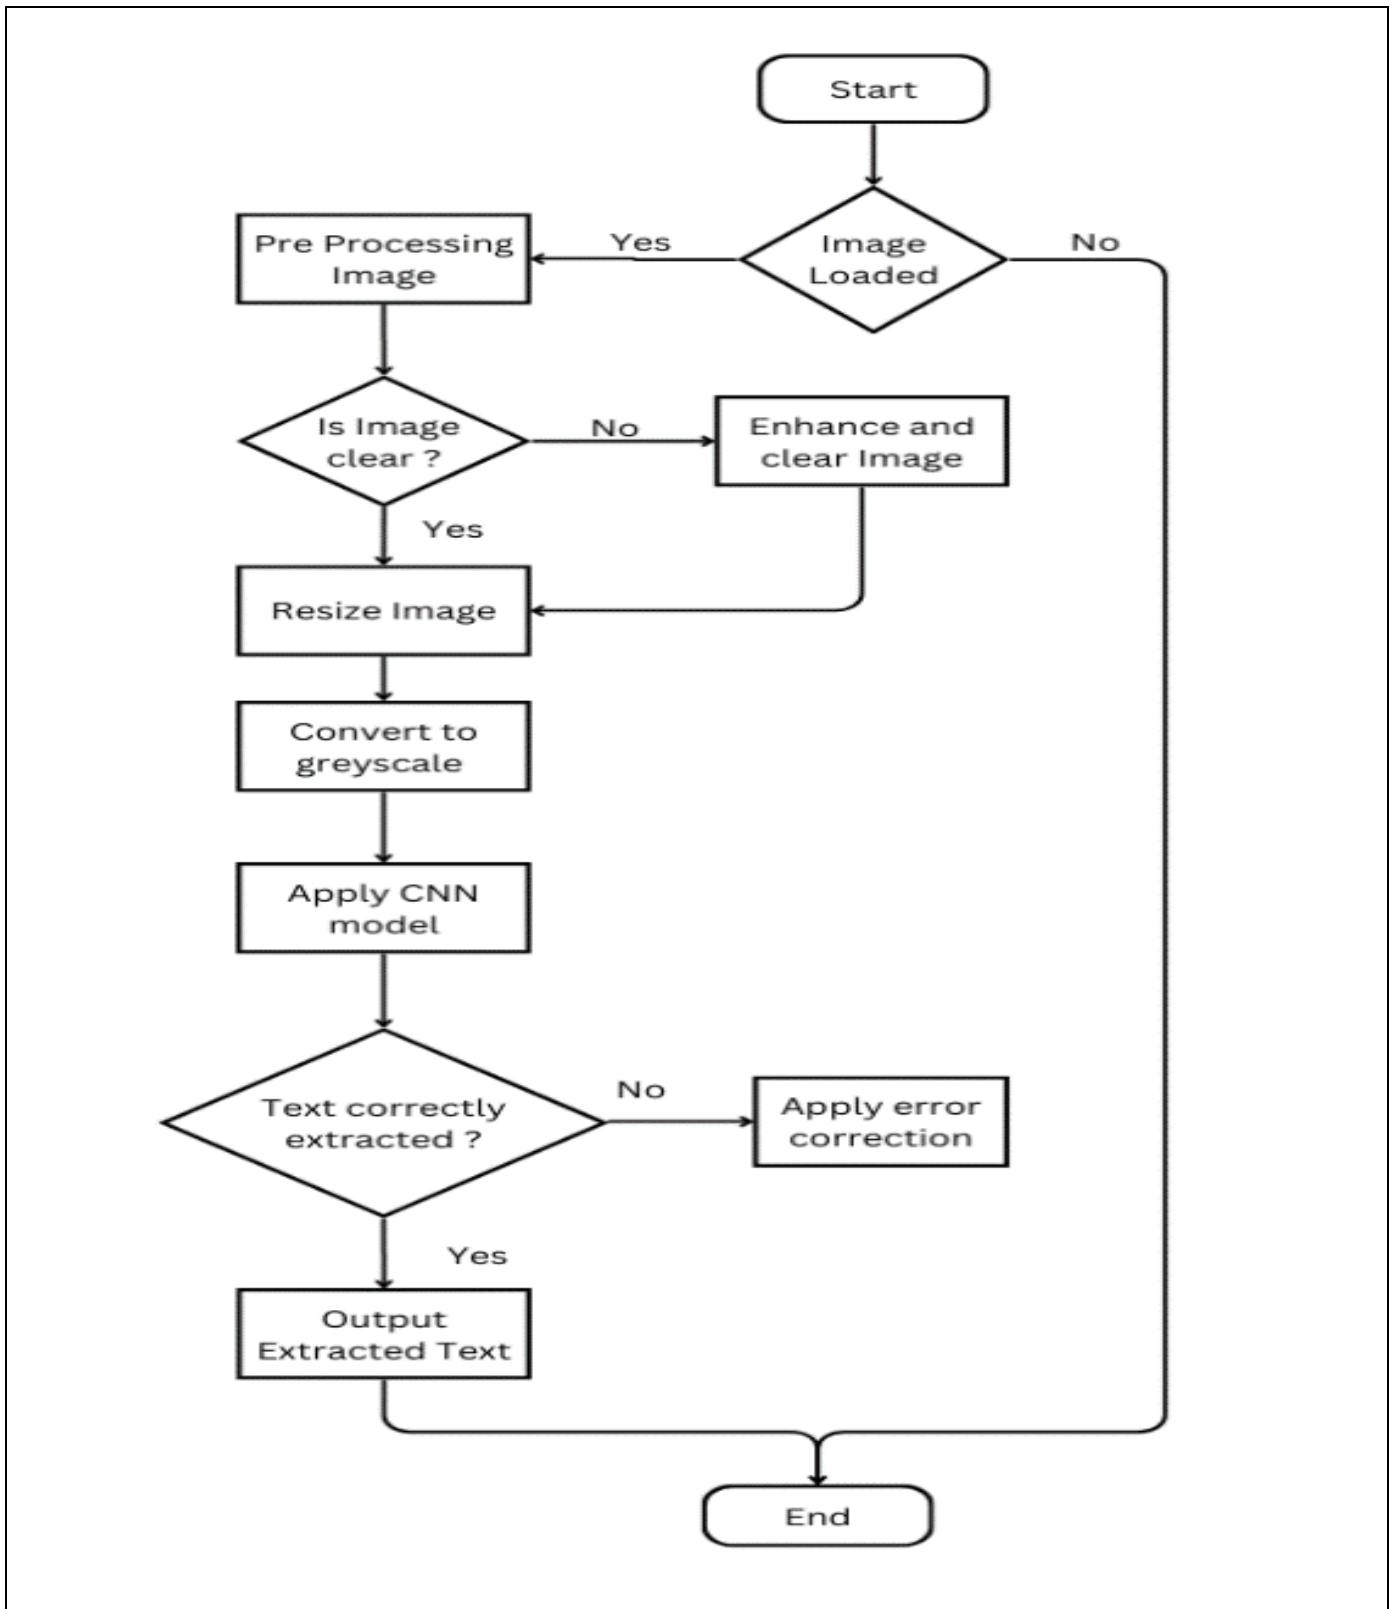 Start
Image
Loaded
Yes
No
Pre Processing
Image
Is Image
clear ?
No
Enhance and
clear Image
Yes
Resize Image
Convert to
greyscale
Apply CNN
model
Text correctly
extracted ?
No
Apply error
correction
Yes
Output
Extracted Text
End